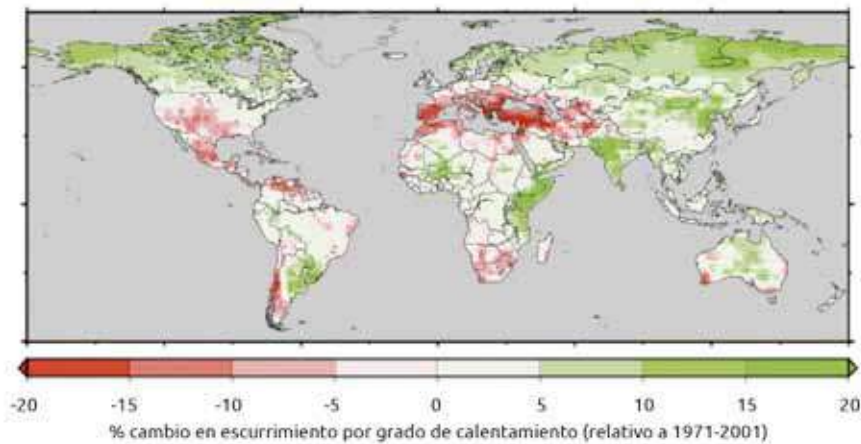 -20 -15 -10 -5 0 5 10 15 20
% cambio en escurrimiento por grado de calentamiento (relativo a 1971-2001)